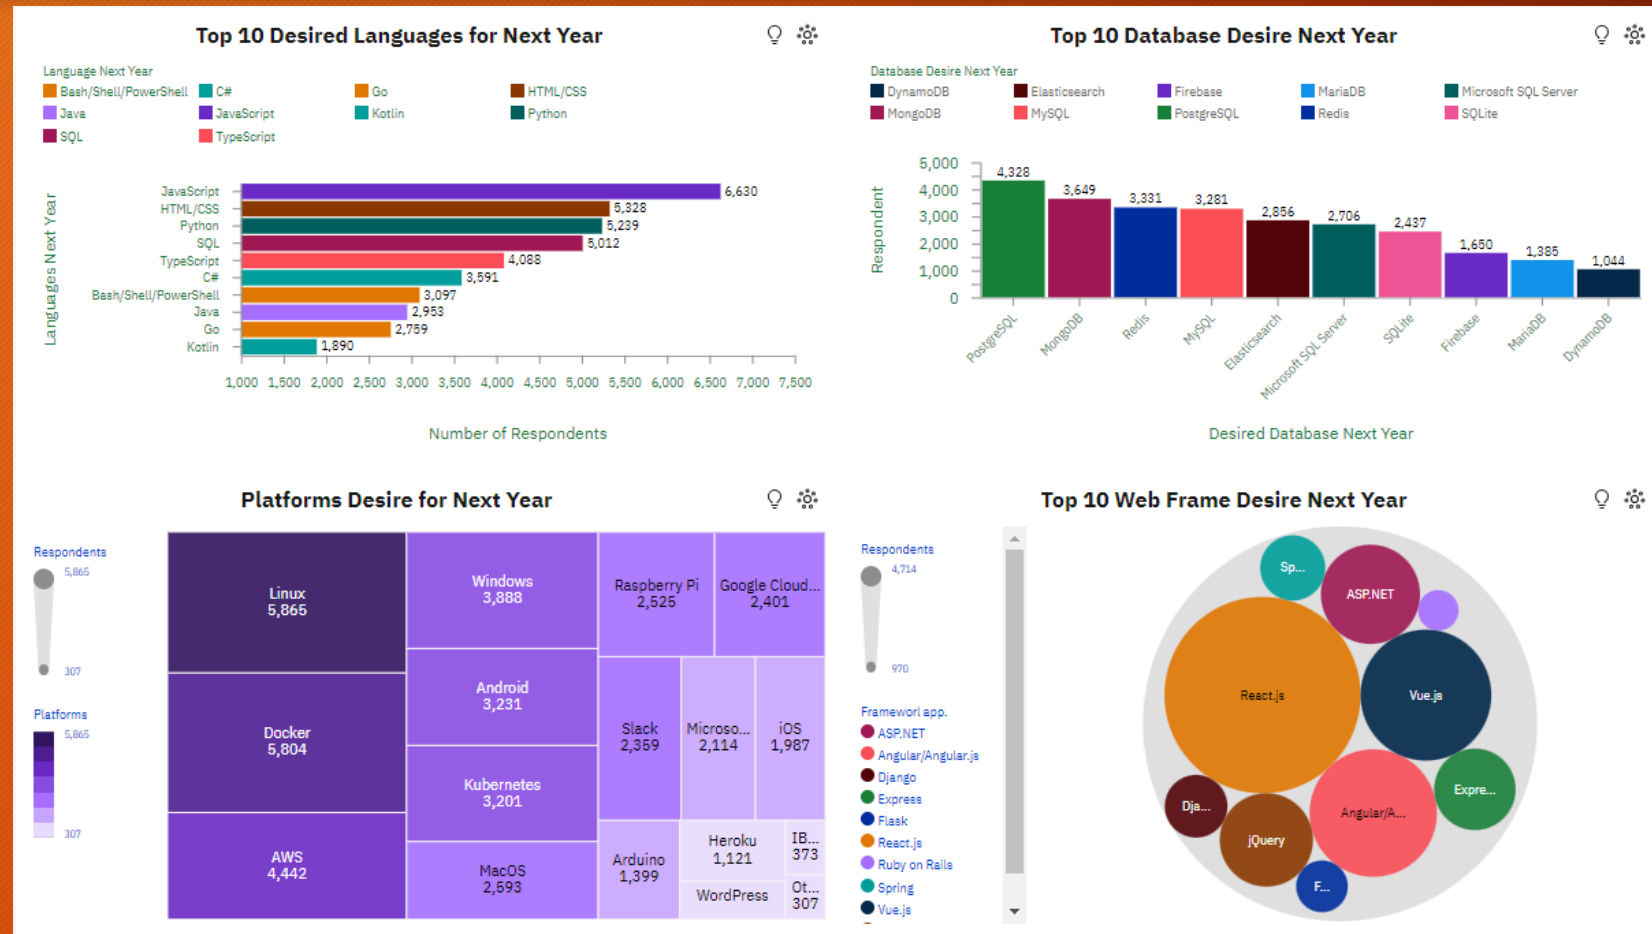 Top 10 Desired Languages for Next Year
Language Next Year
Bash/Shell/PowerShell C# Go HTML/CSS
Java JavaScript Kotlin Python
SQL TypeScript
Languages Next Year
JavaScript 6,630
HTML/CSS 5,328
Python 5,239
SQL 5,012
TypeScript 4,088
C# 3,591
Bash/Shell/PowerShell 3,097
Java 2,953
Go 2,759
Kotlin 1,890
1,000 1,500 2,000 2,500 3,000 3,500 4,000 4,500 5,000 5,500 6,000 6,500 7,000 7,500
Number of Respondents
Top 10 Database Desire Next Year
Database Desire Next Year
DynamoDB Elasticsearch Firebase MariaDB Microsoft SQL Server
MongoDB MySQL PostgreSQL Redis SQLite
Respondent
5,000
4,000
3,000
2,000
1,000
0
4,328 3,649 3,331 3,281 2,856 2,706 2,437 1,650 1,385 1,044
PostgreSQL MongoDB Redis MySQL Elasticsearch Microsoft SQL Server SQLite Firebase MariaDB DynamoDB
Desired Database Next Year
Platforms Desire for Next Year
Respondents
5,865
307
Platforms
5,865
307
Linux
5,865
Docker
5,804
AWS
4,442
Windows
3,888
Android
3,231
Kubernetes
3,201
MacOS
2,593
Raspberry Pi
2,525
Google Cloud...
2,401
Slack
2,359
Microso...
2,114
iOS
1,987
Arduino
1,399
Heroku
1,121
WordPress
IB...
373
Ot...
307
Top 10 Web Frame Desire Next Year
Respondents
4,714
970
Frameworl app.
ASP.NET
Angular/Angular.js
Django
Express
Flask
React.js
Ruby on Rails
Spring
Vue.js
Sp...
ASP.NET
React.js
Vue.js
Expre...
Angular/A...
Dja...
jQuery
F...